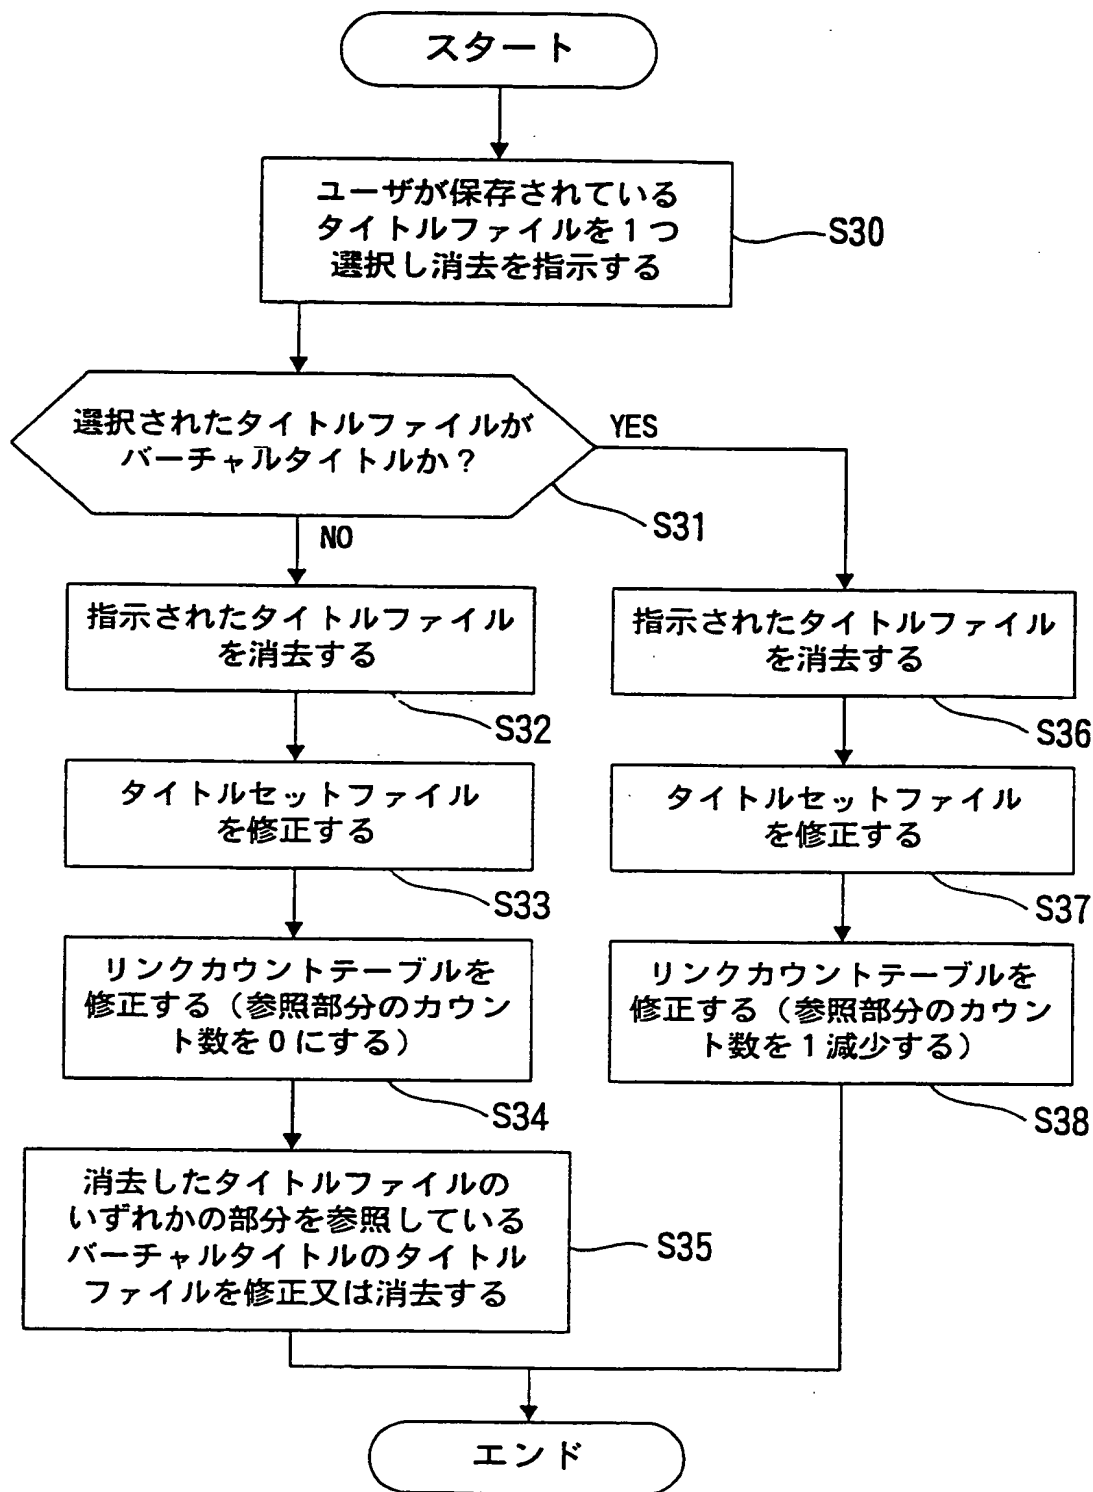 スタート
ユーザが保存されている
タイトルファイルを1つ
選択し消去を指示する
S30
選択されたタイトルファイルが
バーチャルタイトルか？
YES
S31
NO
指示されたタイトルファイル
を消去する
S32
タイトルセットファイル
を修正する
S33
リンクカウントテーブルを
修正する（参照部分のカウン
ト数を0にする）
S34
消去したタイトルファイルの
いずれかの部分を参照している
バーチャルタイトルのタイトル
ファイルを修正又は消去する
S35
指示されたタイトルファイル
を消去する
S36
タイトルセットファイル
を修正する
S37
リンクカウントテーブルを
修正する（参照部分のカウン
ト数を1減少する）
S38
エンド